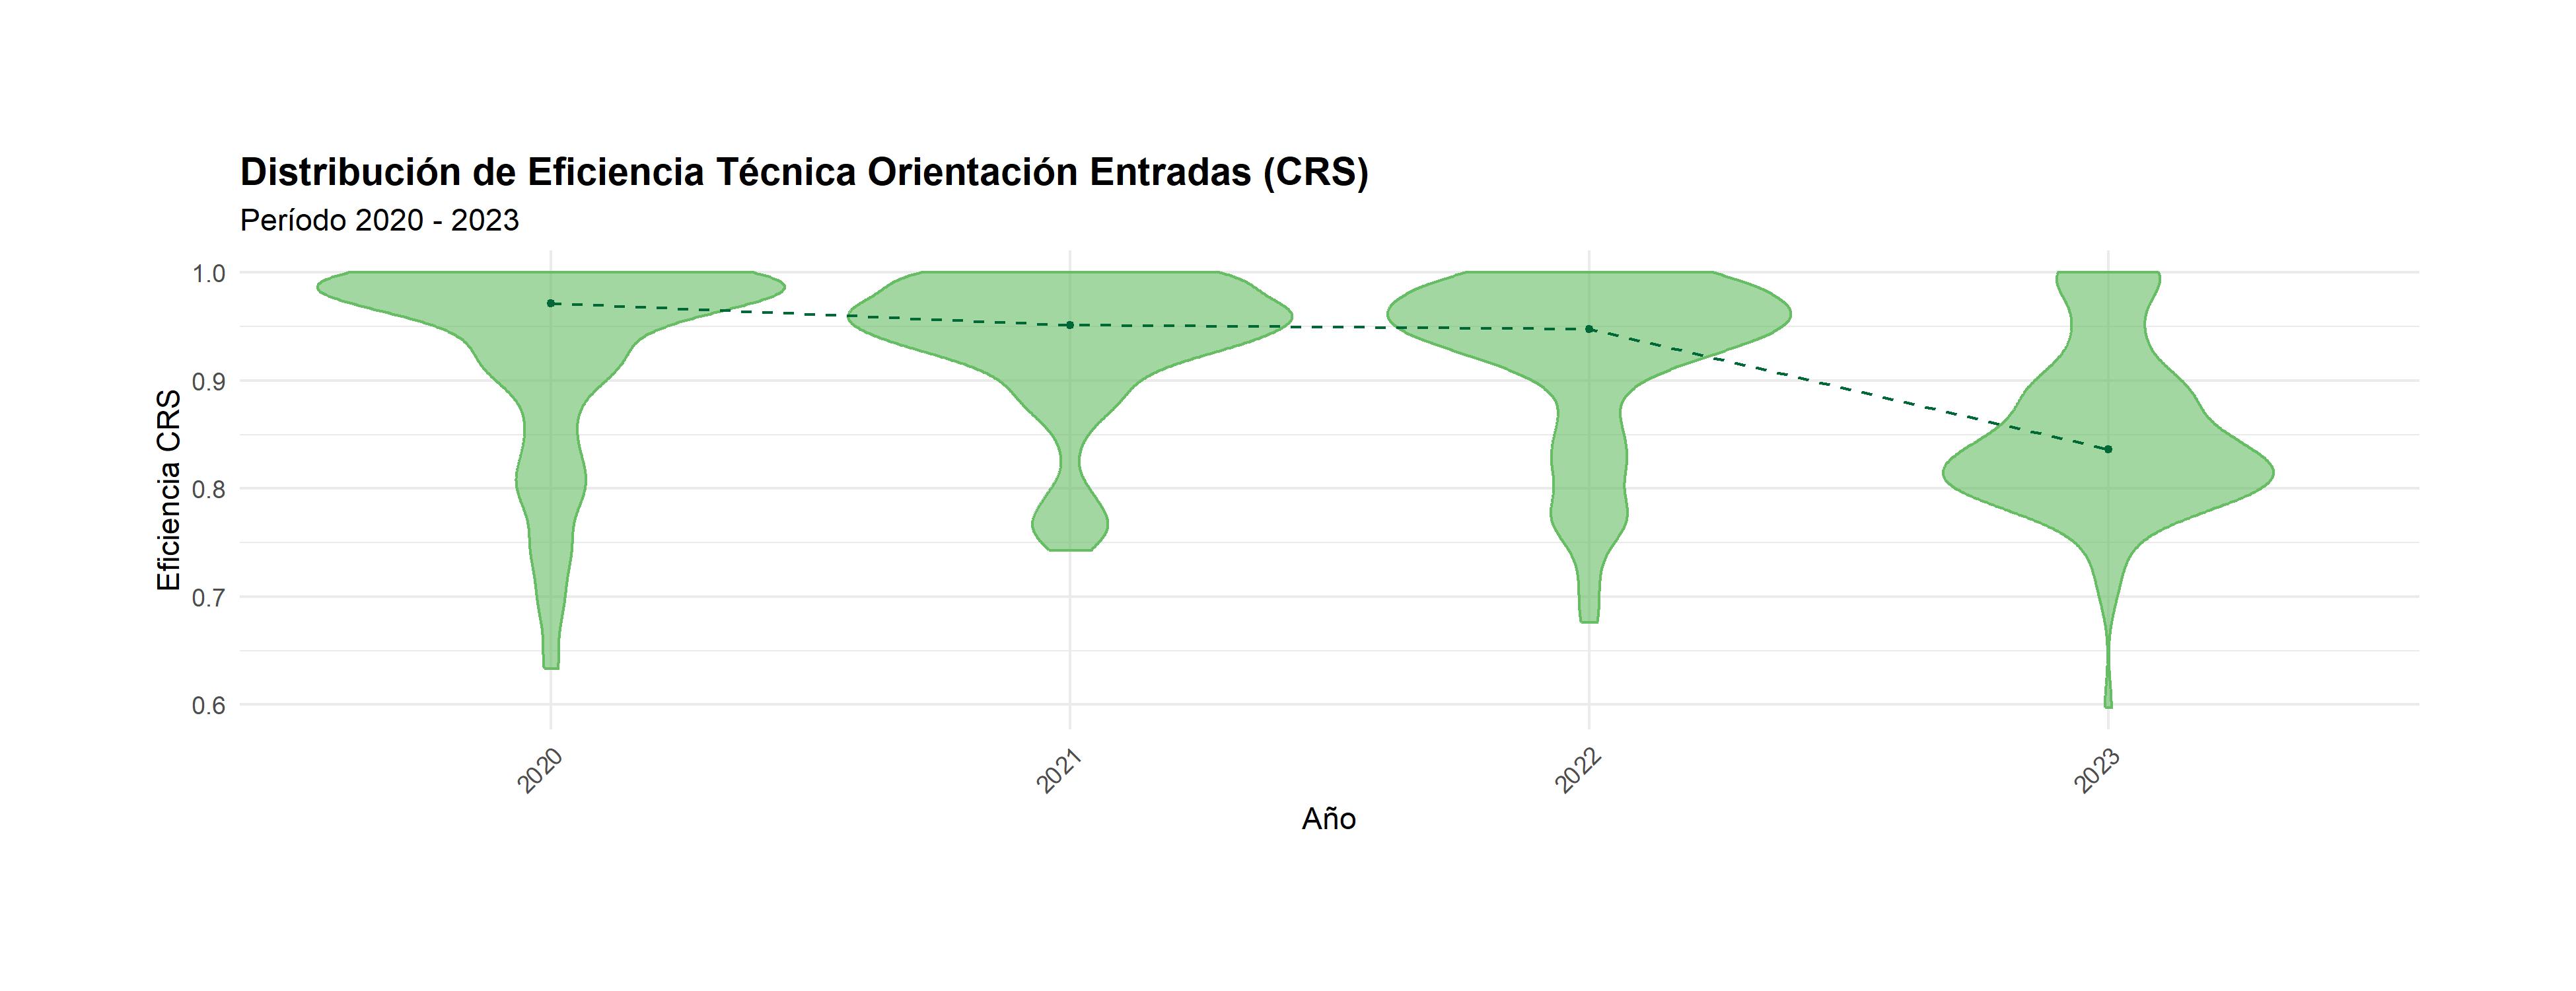 Distribución de Eficiencia Técnica Orientación Entradas (CRS)
Período 2020 - 2023
Eficiencia CRS
1.0
0.9
0.8
0.7
0.6
2020
2021
2022
2023
Año